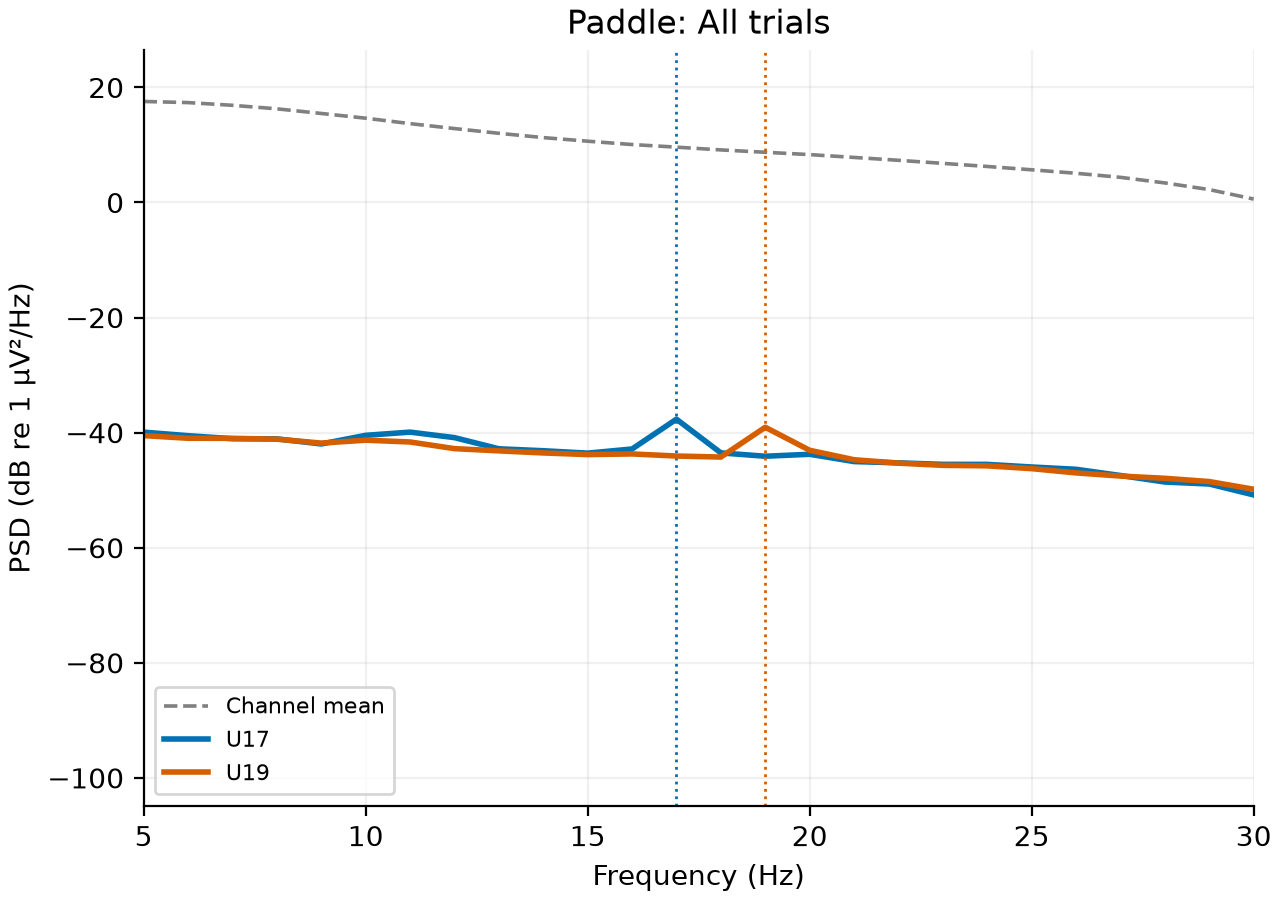 Paddle: All trials
20
0
−20
−40
−60
−80
−100
PSD (dB re 1 µV²/Hz)
Channel mean
U17
U19
5 10 15 20 25 30
Frequency (Hz)